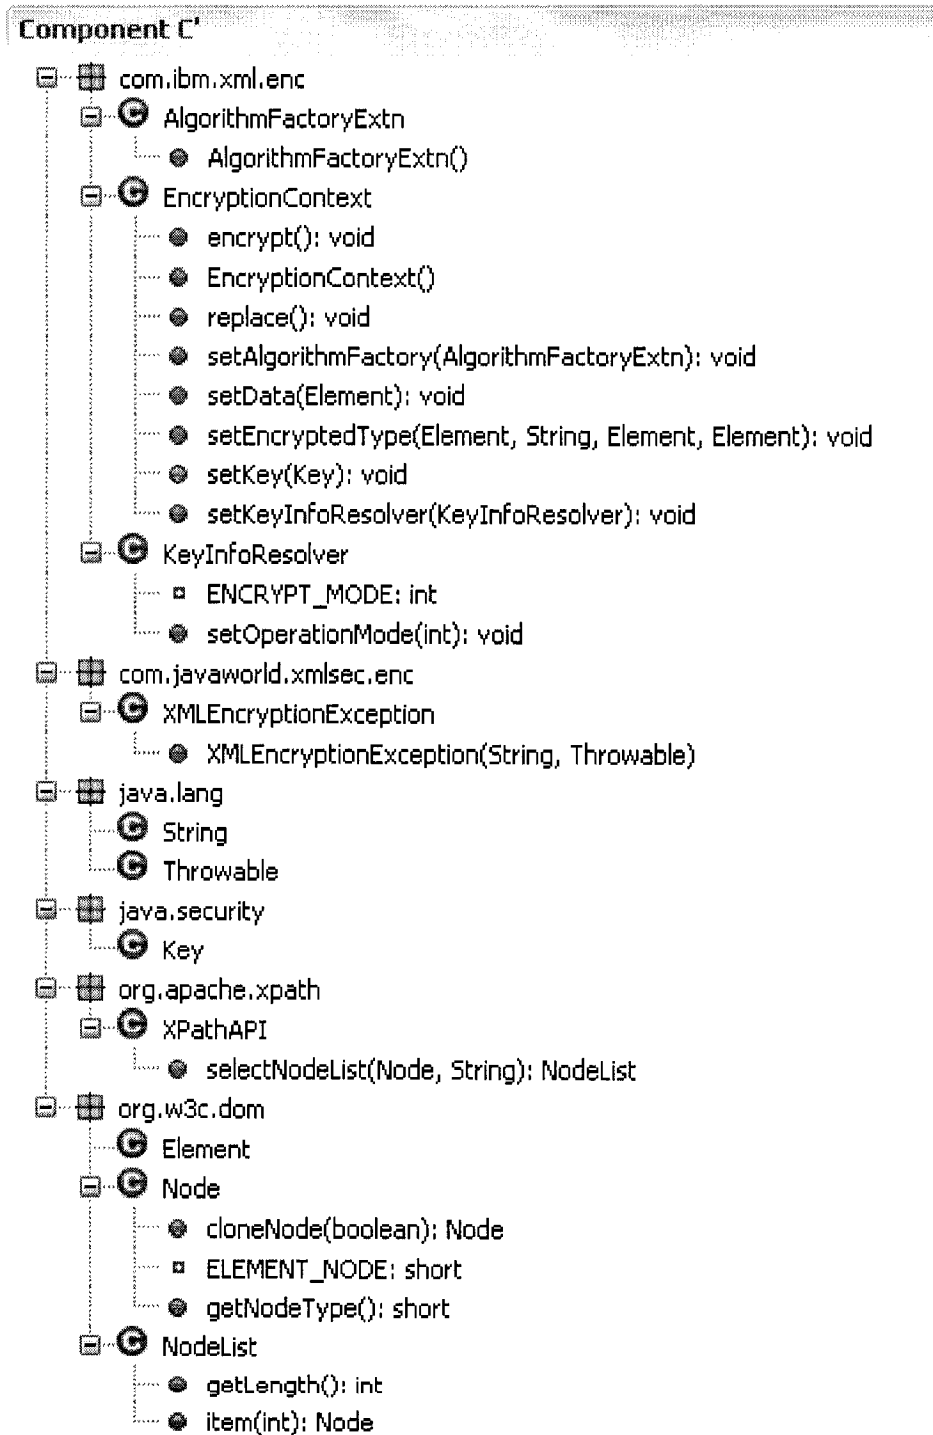 Component C'
com.ibm.xml.enc
AlgorithmFactoryExtn
AlgorithmFactoryExtn()
EncryptionContext
encrypt(): void
EncryptionContext()
replace(): void
setAlgorithmFactory(AlgorithmFactoryExtn): void
setData(Element): void
setEncryptedType(Element, String, Element, Element): void
setKey(Key): void
setKeyInfoResolver(KeyInfoResolver): void
KeyInfoResolver
ENCRYPT_MODE: int
setOperationMode(int): void
com.javaworld.xmlsec.enc
XMLEncryptionException
XMLEncryptionException(String, Throwable)
java.lang
String
Throwable
java.security
Key
org.apache.xpath
XPathAPI
selectNodeList(Node, String): NodeList
org.w3c.dom
Element
Node
cloneNode(boolean): Node
ELEMENT_NODE: short
getNodeType(): short
NodeList
getLength(): int
item(int): Node